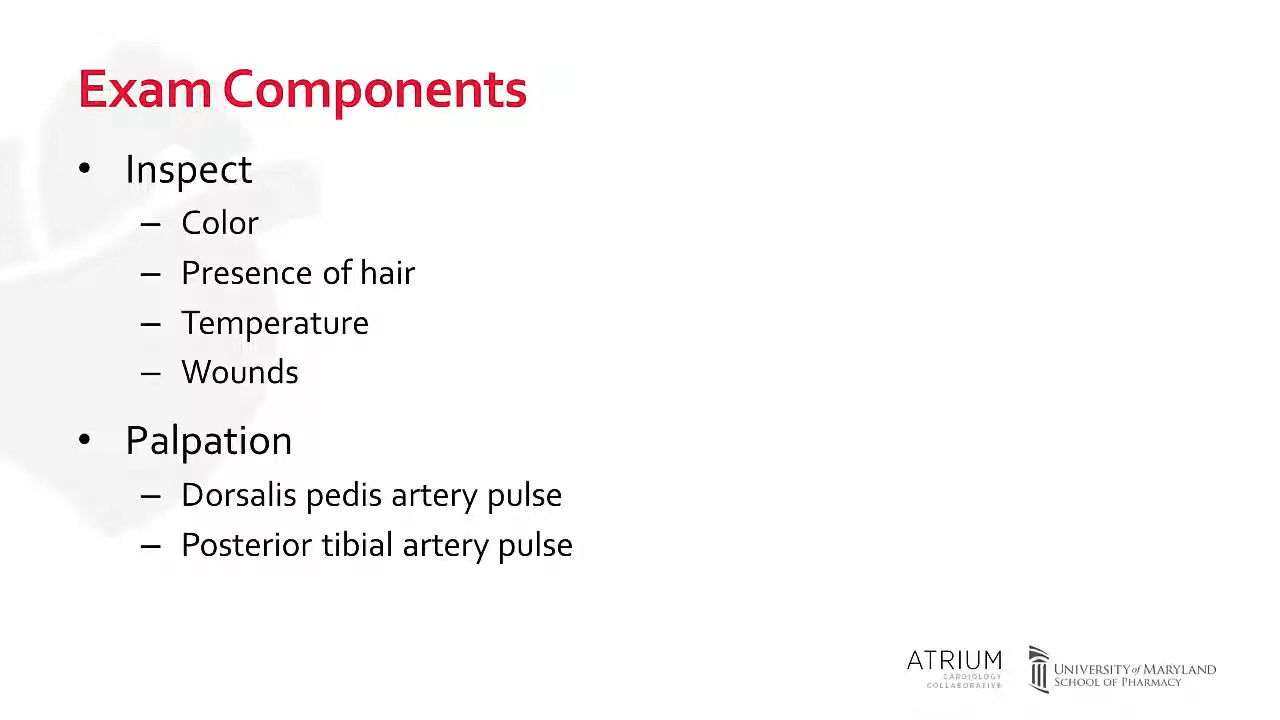 Exam Components
• Inspect
– Color
– Presence of hair
– Temperature
– Wounds
• Palpation
– Dorsalis pedis artery pulse
– Posterior tibial artery pulse
ATRIUM
CARDIOLOGY
COLLABORATIVE
UNIVERSITY of MARYLAND
SCHOOL OF PHARMACY